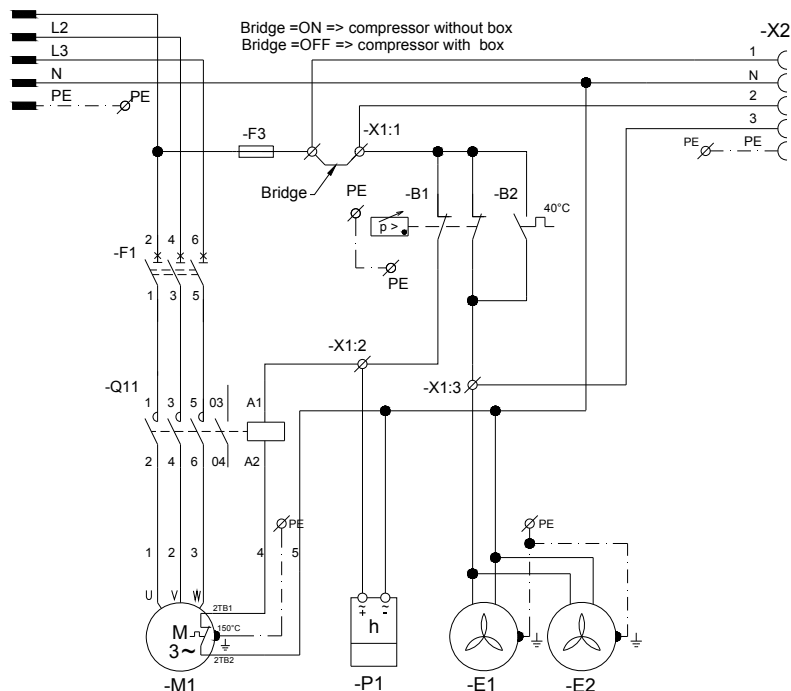 Bridge =ON => compressor without box
Bridge =OFF => compressor with box
-X2
L2
1
L3
N
N
2
PE
PE
3
-F3
-X1:1
PE
PE
Bridge
PE
-B1
-B2
40°C
p >
2
4
6
-F1
PE
1
3
5
-X1:2
-X1:3
-Q11
1
3
5
03
A1
2
4
6
04
A2
PE
PE
1
2
3
4
5
U
V
W
2TB1
~
+
~
-
M
3~
150°C
h
2TB2
-M1
-P1
-E1
-E2